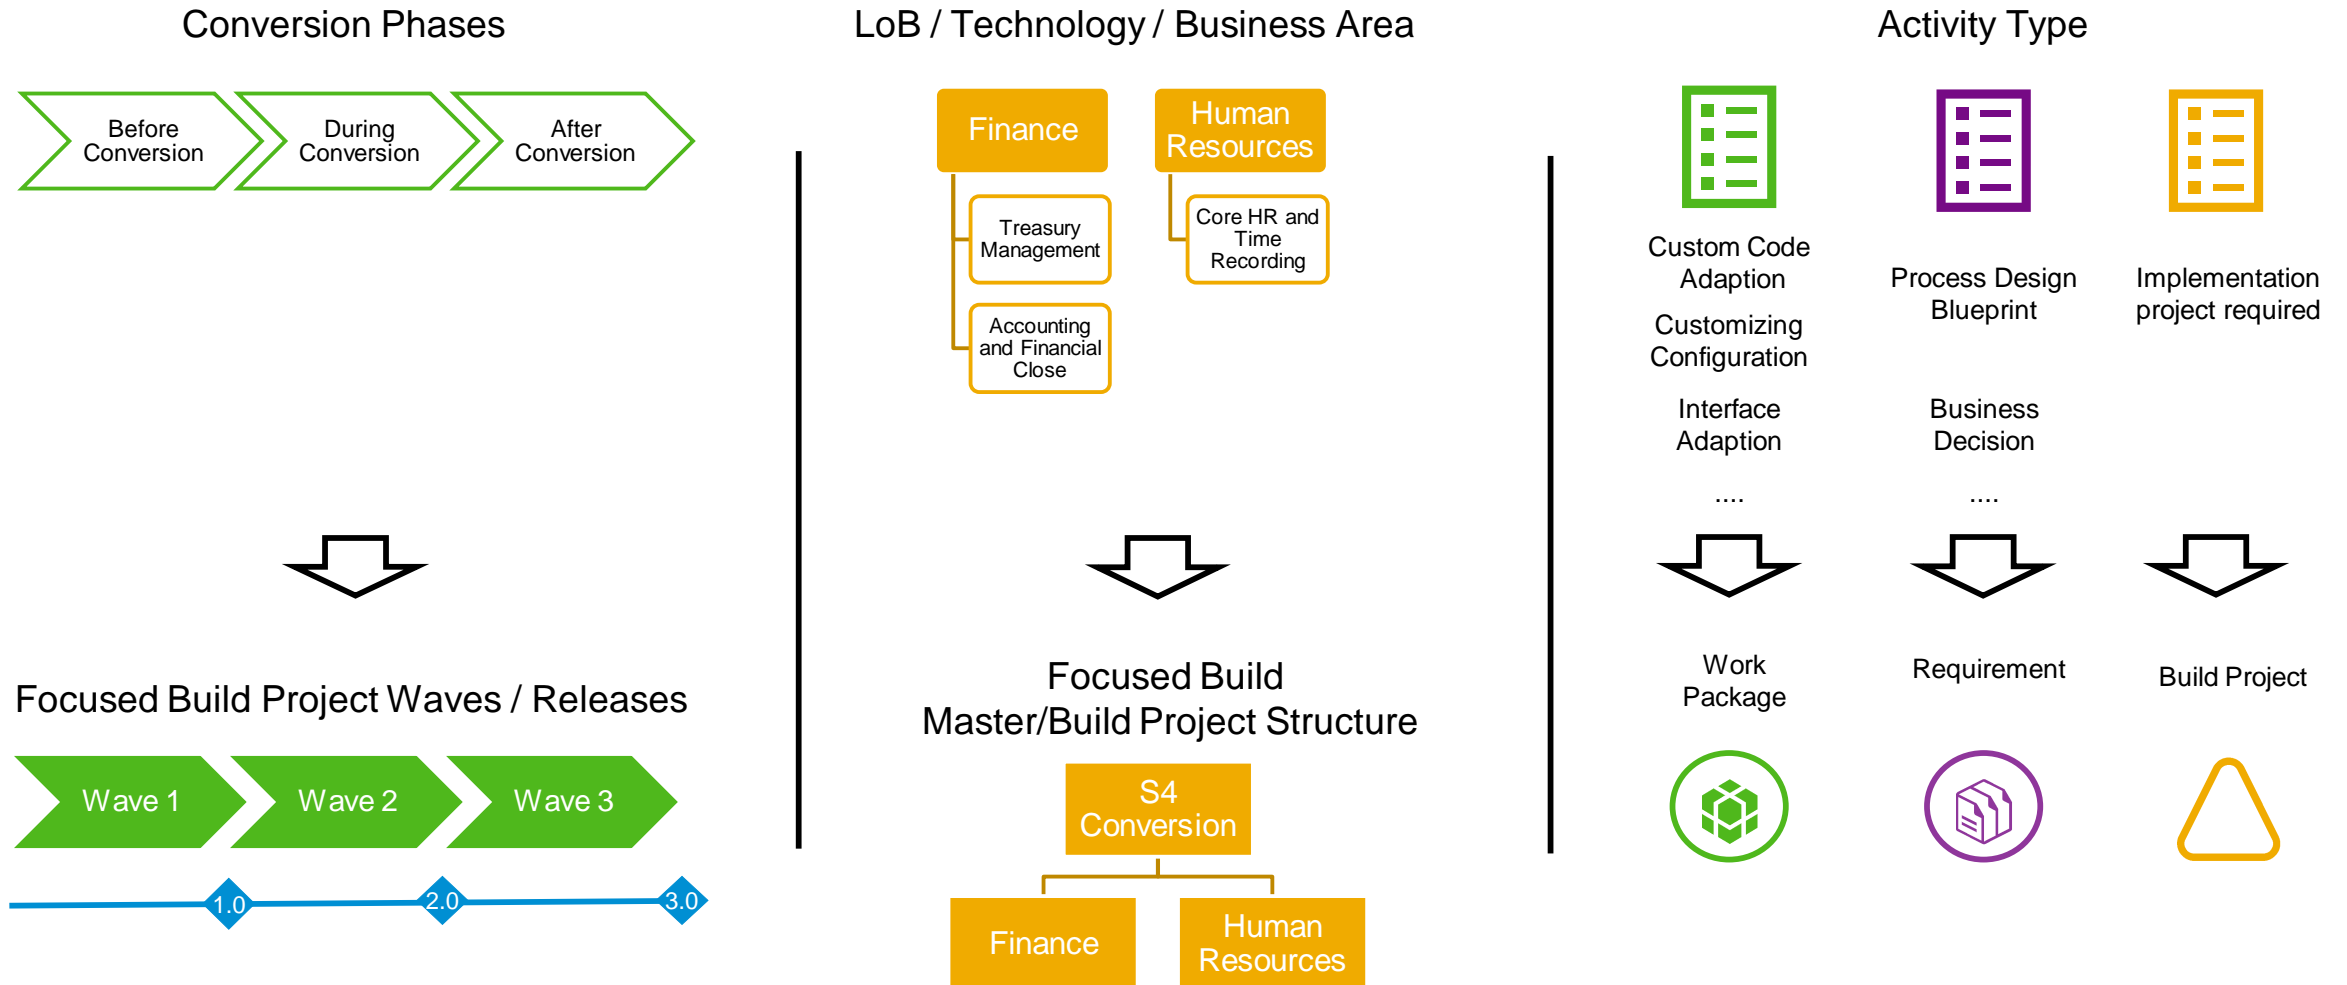 Conversion Phases
Before
Conversion
During
Conversion
After
Conversion
Focused Build Project Waves / Releases
Wave 1
Wave 2
Wave 3
1.0
2.0
3.0
LoB / Technology / Business Area
Finance
Treasury
Management
Accounting
and Financial
Close
Human
Resources
Core HR and
Time
Recording
Focused Build
Master/Build Project Structure
S4
Conversion
Finance
Human
Resources
Activity Type
Custom Code
Adaption
Customizing
Configuration
Interface
Adaption
....
Work
Package
Process Design
Blueprint
Business
Decision
....
Requirement
Implementation
project required
Build Project